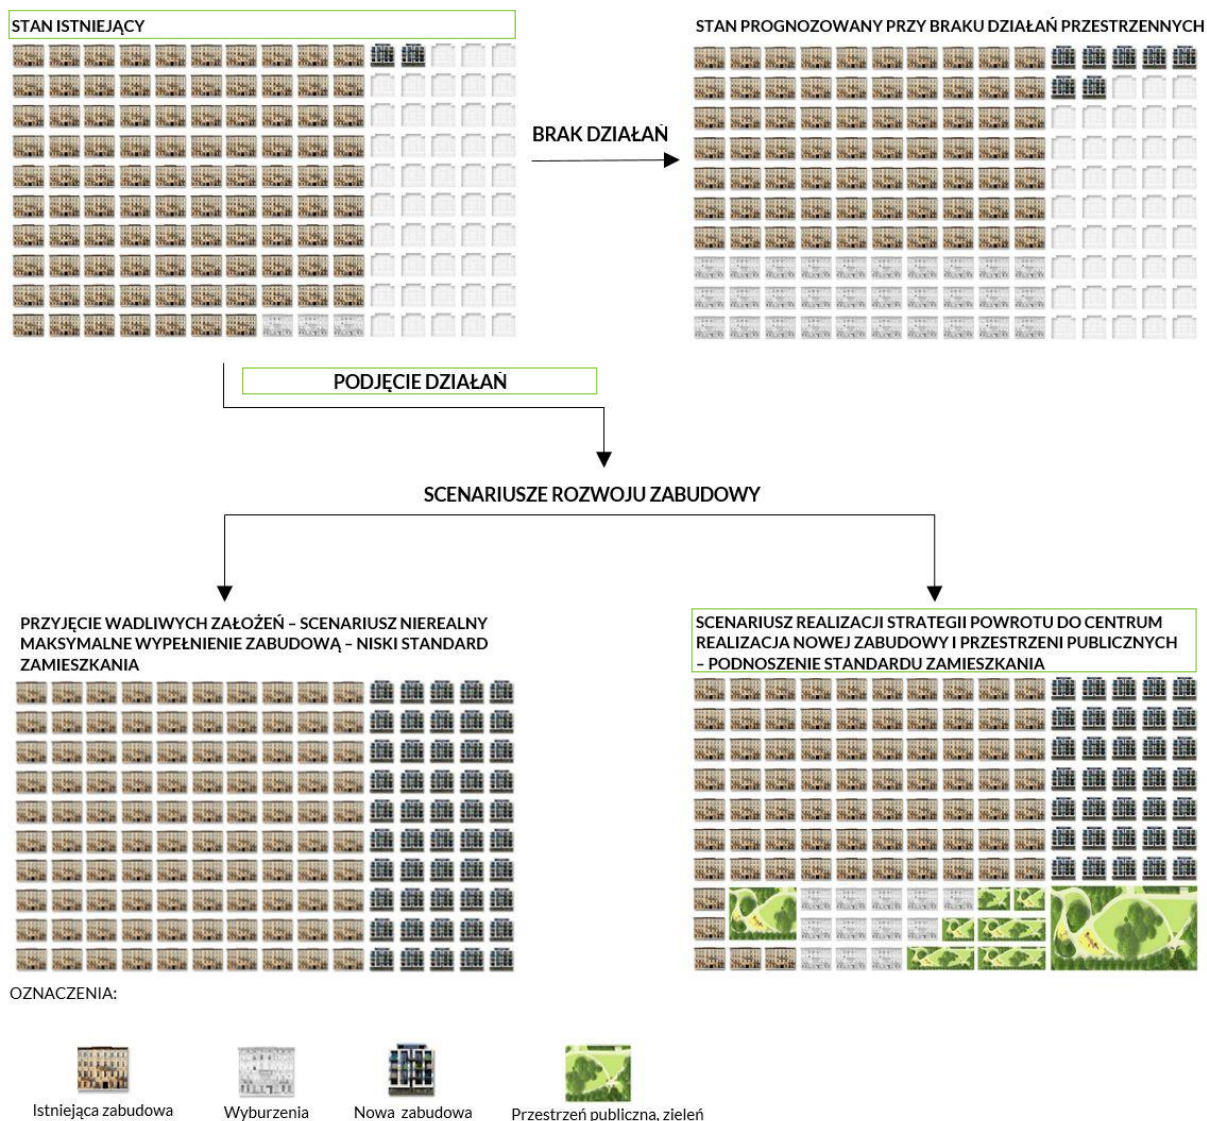 STAN ISTNIEJĄCY
STAN PROGNOZOWANY PRZY BRAKU DZIAŁAŃ PRZESTRZENNYCH
BRAK DZIAŁAŃ
PODJĘCIE DZIAŁAŃ
SCENARIUSZE ROZWOJU ZABUDOWY
PRZYJĘCIE WADLIWYCH ZAŁOŻEŃ – SCENARIUSZ NIEREALNY
MAKSYMALNE WYPEŁNIENIE ZABUDOWĄ – NISKI STANDARD
ZAMIESZKANIA
SCENARIUSZ REALIZACJI STRATEGII POWROTU DO CENTRUM
REALIZACJA NOWEJ ZABUDOWY I PRZESTRZENI PUBLICZNYCH
– PODNOSZENIE STANDARDU ZAMIESZKANIA
OZNACZENIA:
Istniejąca zabudowa
Wyburzenia
Nowa zabudowa
Przestrzeń publiczna, zieleń